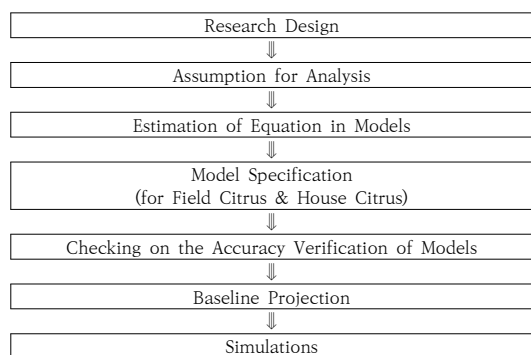 Research Design
⇓
Assumption for Analysis
⇓
Estimation of Equation in Models
⇓
Model Specification
(for Field Citrus & House Citrus)
⇓
Checking on the Accuracy Verification of Models
⇓
Baseline Projection
⇓
Simulations